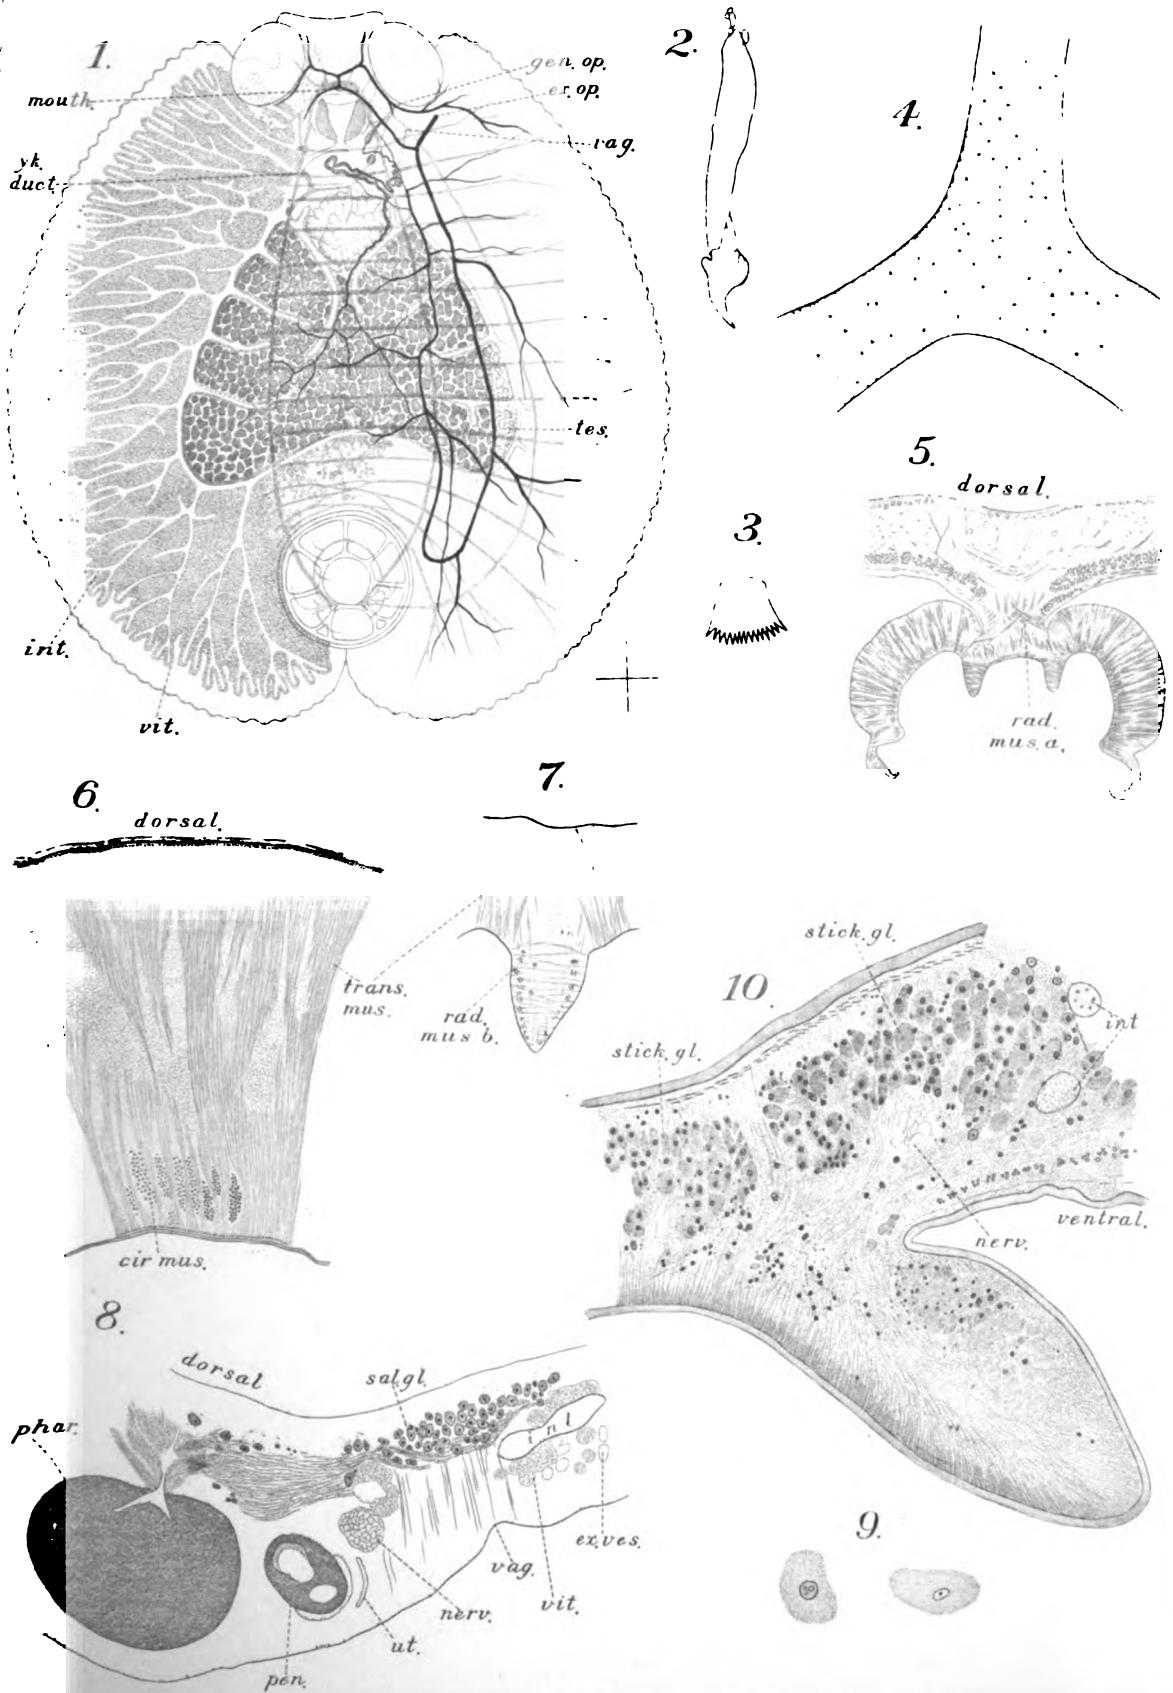 1.
mouth.
yk.
duct.
gen. op.
ex. op.
vag.
tes.
int.
vit.
2.
3.
4.
5.
dorsal.
rad.
mus. a.
6.
dorsal.
trans.
mus.
cir mus.
7.
rad.
mus b.
8.
dorsal
sal gl.
phar.
int
ex. ves.
vit.
vag.
nerv.
ut.
pen.
9.
10.
stick. gl.
stick. gl.
int
ventral.
nerv.